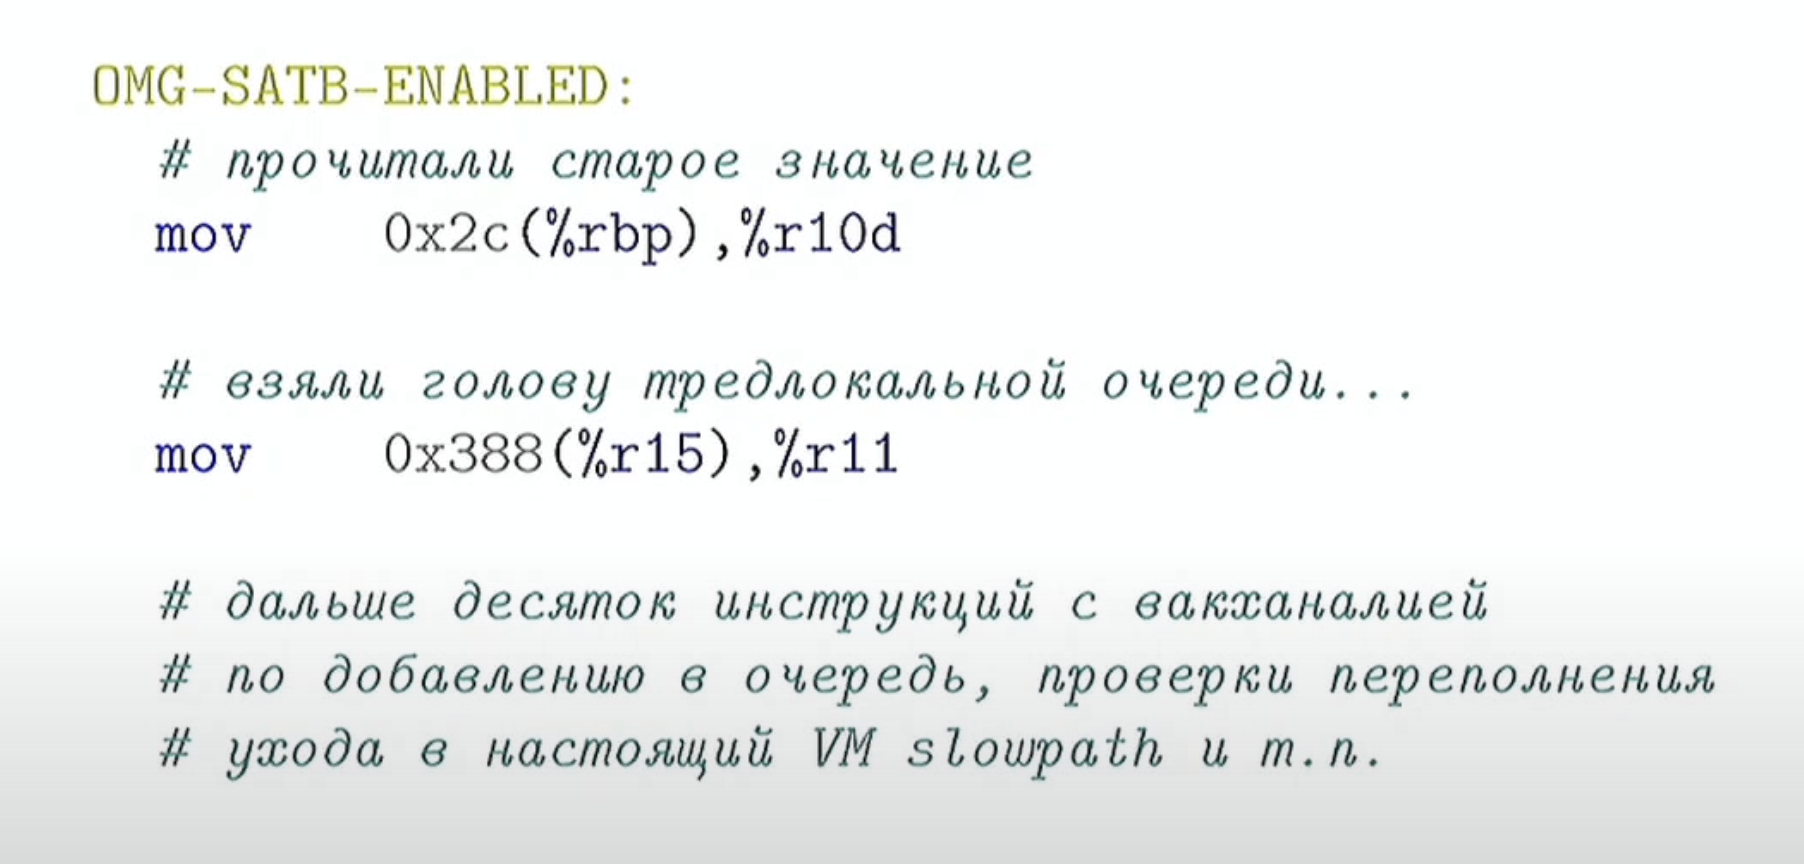 OMG-SATB-ENABLED:
# прочитали старое значение
mov 0x2c(%rbp),%r10d
# взяли голову тредлокальной очереди...
mov 0x388(%r15),%r11
# дальше десяток инструкций с вакханалией
# по добавлению в очередь, проверки переполнения
# ухода в настоящий VM slowpath и т.п.